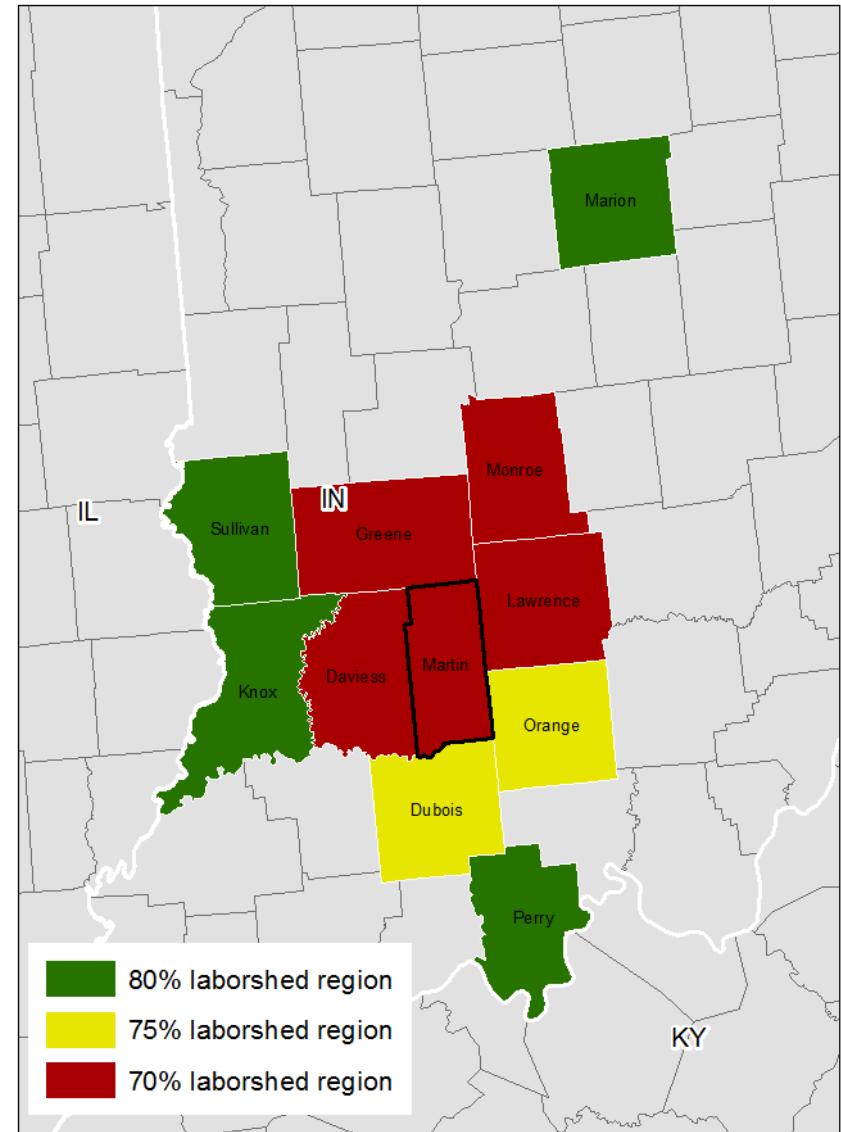 Marion
Monroe
IN
IL
Sullivan
Greene
Lawrence
Martin
Daviess
Knox
Orange
Dubois
Perry
80% laborshed region
75% laborshed region
70% laborshed region
KY